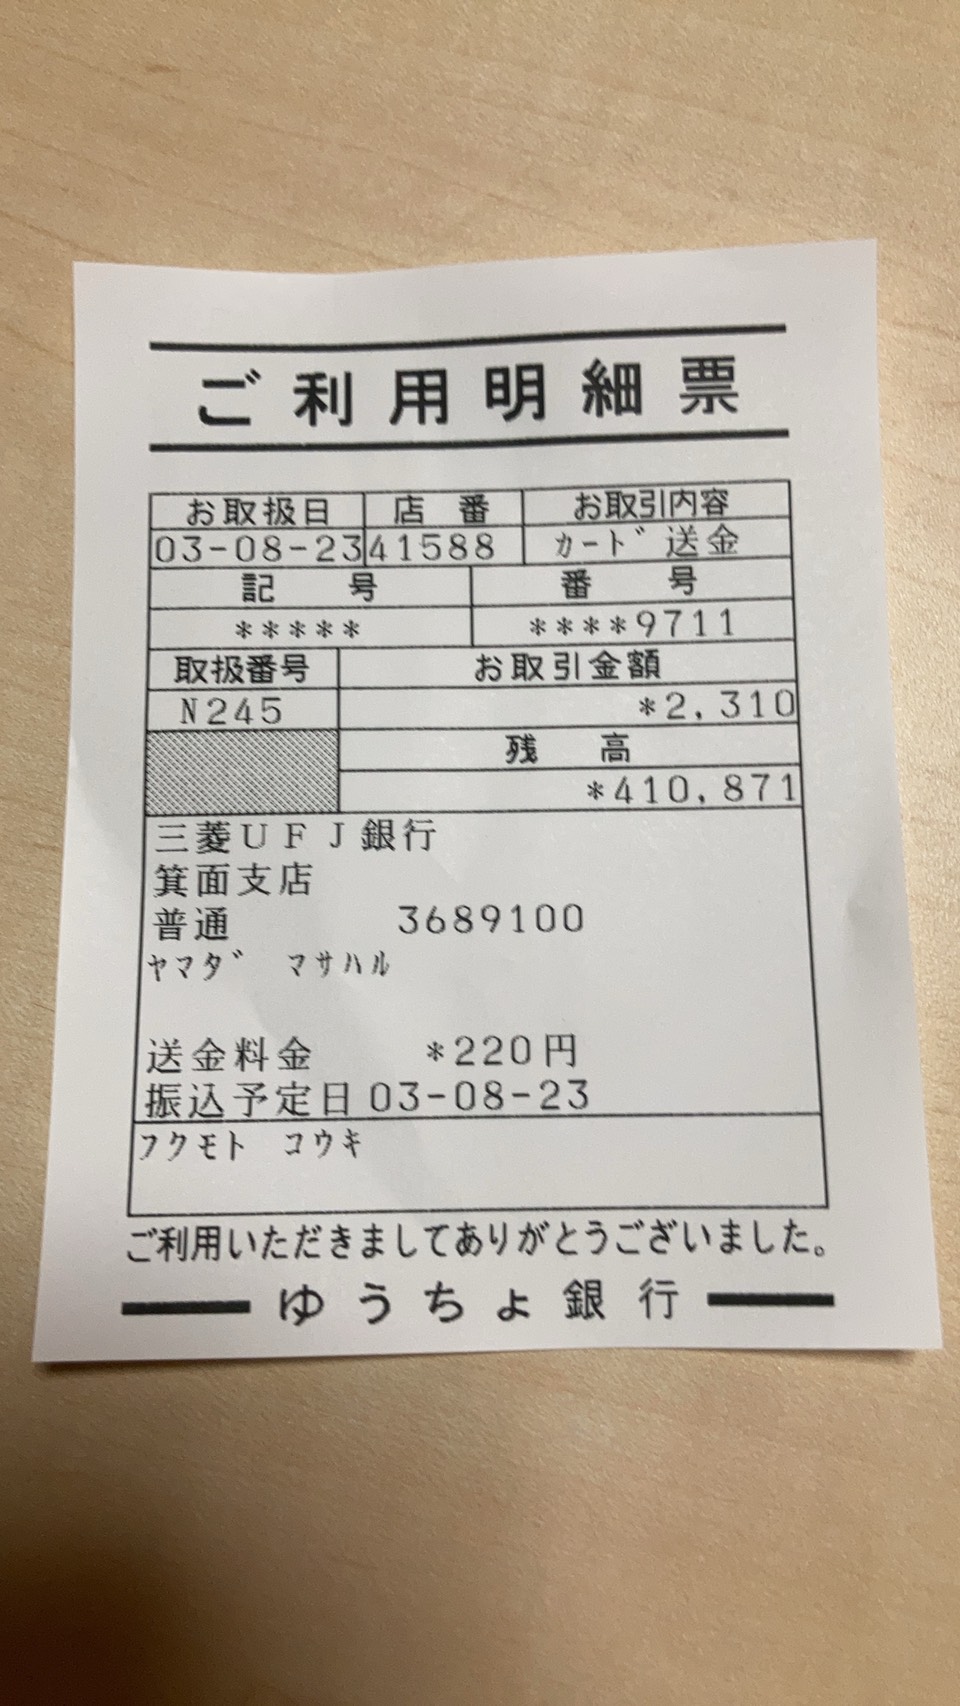 ご利用明細票
お取扱日 店番 お取引内容
03-08-23 41588 カード送金
記号 番号
***** ****9711
取扱番号 お取引金額
N245 *2,310
残高
*410,871
三菱UFJ銀行
箕面支店
普通 3689100
ヤマダ マサハル
送金料金 *220円
振込予定日 03-08-23
フクモト コウキ
ご利用いただきましてありがとうございました。
ゆうちょ銀行